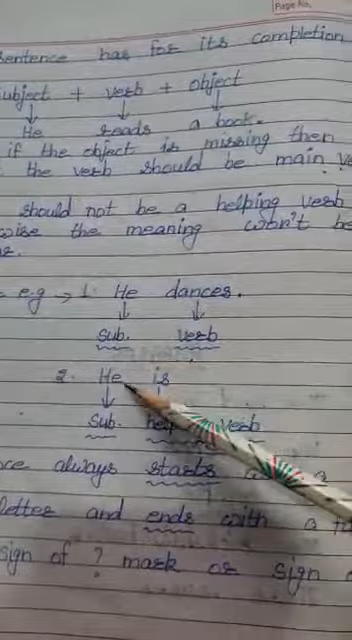 Page No.
sentence has for its completion
subject + verb + object
He reads a book.
if the object is missing then
the verb should be main
should not be a helping verb
the meaning won't be
e.g → 1. He dances.
Sub. verb
2. He is
Sub. verb
always starts
letter and ends with a
sign of ? mark or sign